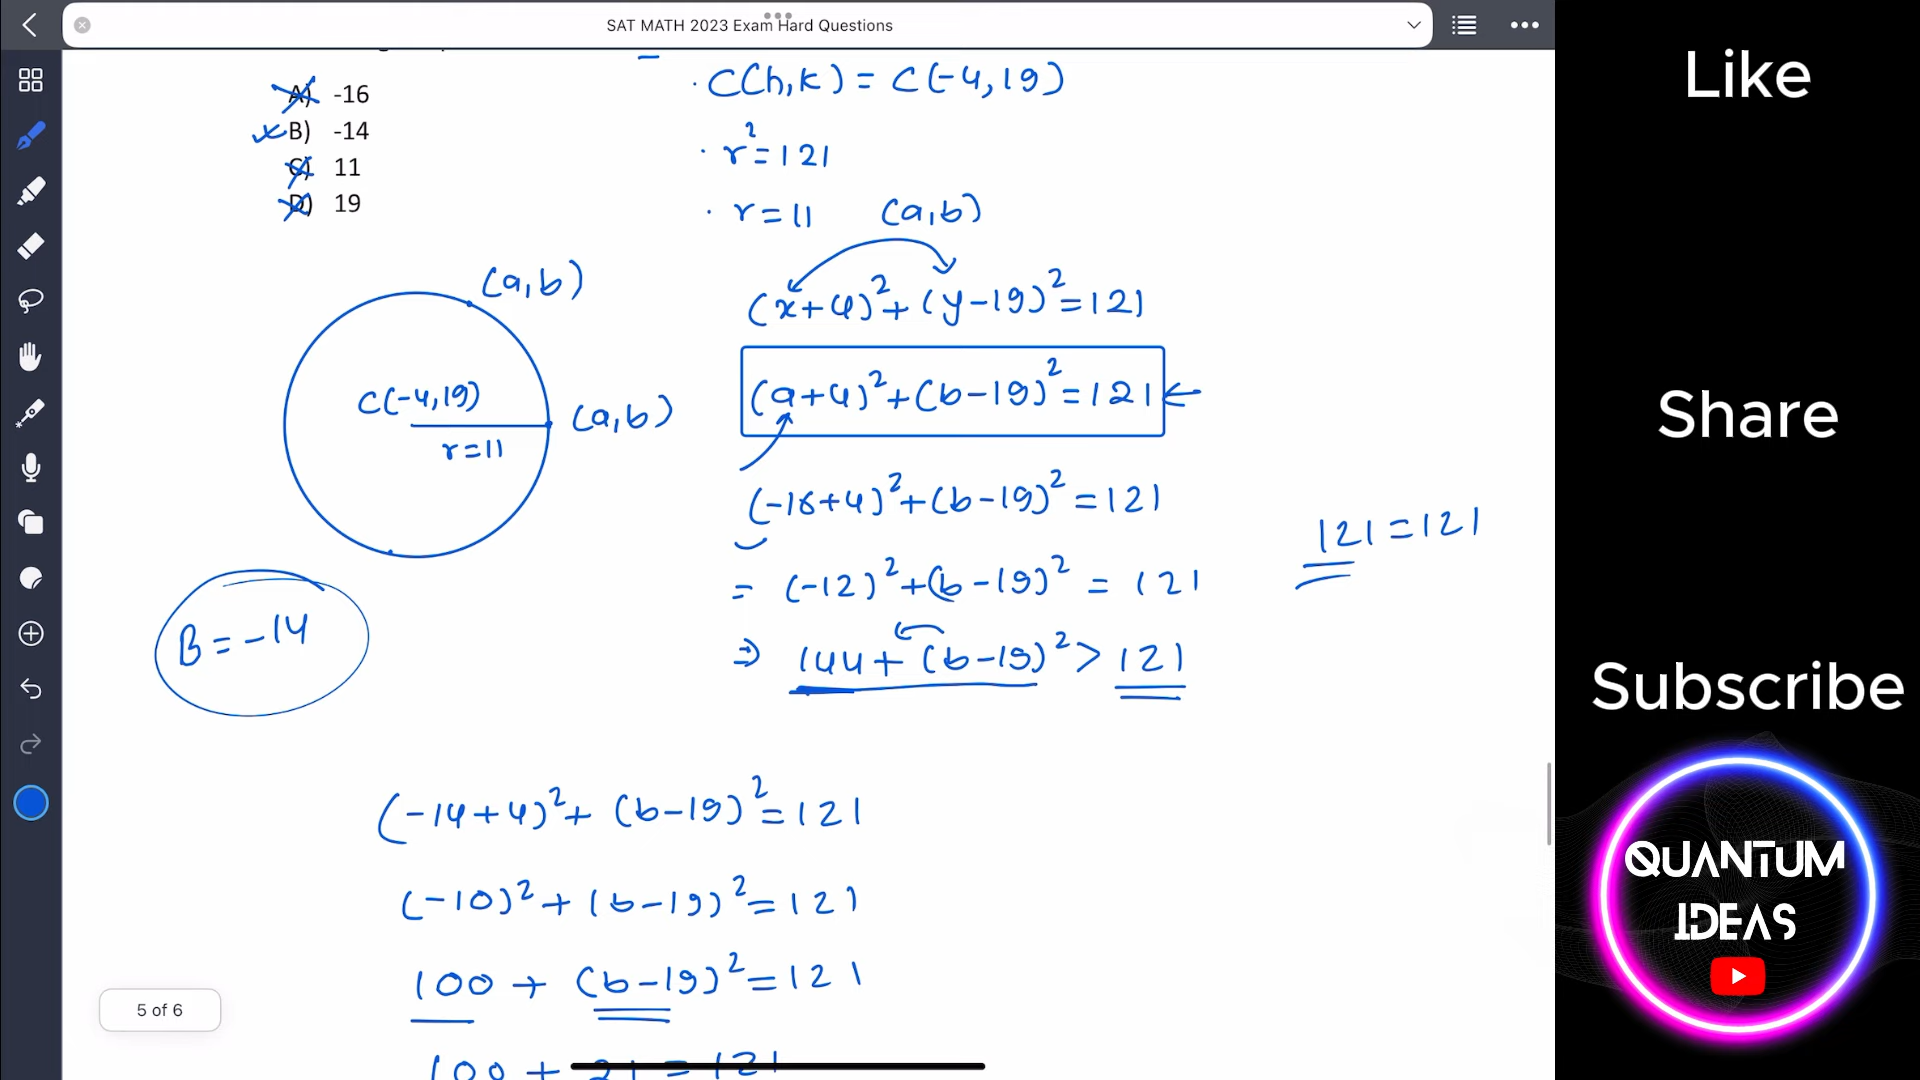 SAT MATH 2023 Exam Hard Questions
Like
A) -16
B) -14
C) 11
D) 19
· C(h,k) = C(-4,19)
· r² = 121
· r = 11 (a,b)
(a,b)
(x+4)² + (y-19)² = 121
C(-4,19)
r=11
(a,b)
(a+4)² + (b-19)² = 121
Share
(-16+4)² + (b-19)² = 121
121 = 121
= (-12)² + (b-19)² = 121
B = -14
⇒ 144 + (b-19)² > 121
Subscribe
(-14+4)² + (b-19)² = 121
(-10)² + (b-19)² = 121
100 + (b-19)² = 121
100 + 21 = 121
5 of 6
QUANTUM
IDEAS